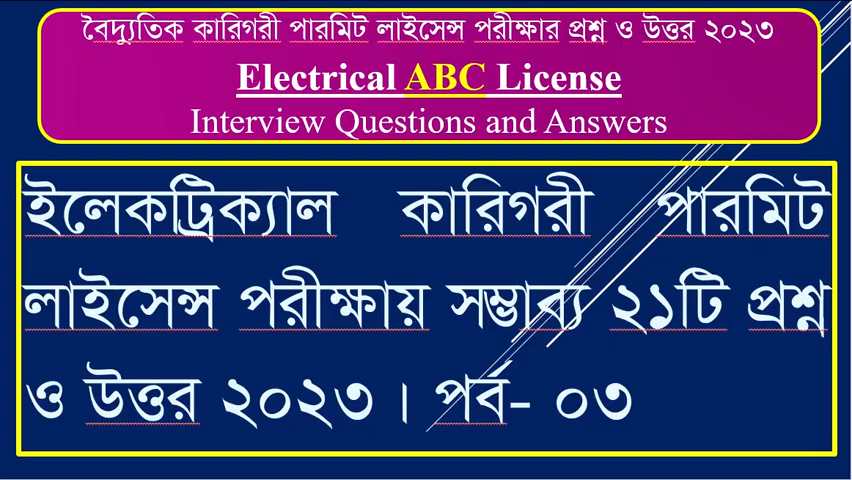 বৈদ্যুতিক কারিগরী পারমিট লাইসেন্স পরীক্ষার প্রশ্ন ও উত্তর ২০২৩
Electrical ABC License
Interview Questions and Answers
ইলেকট্রিক্যাল কারিগরী পারমিট
লাইসেন্স পরীক্ষায় সম্ভাব্য ২১টি প্রশ্ন
ও উত্তর ২০২৩ । পর্ব- ০৩